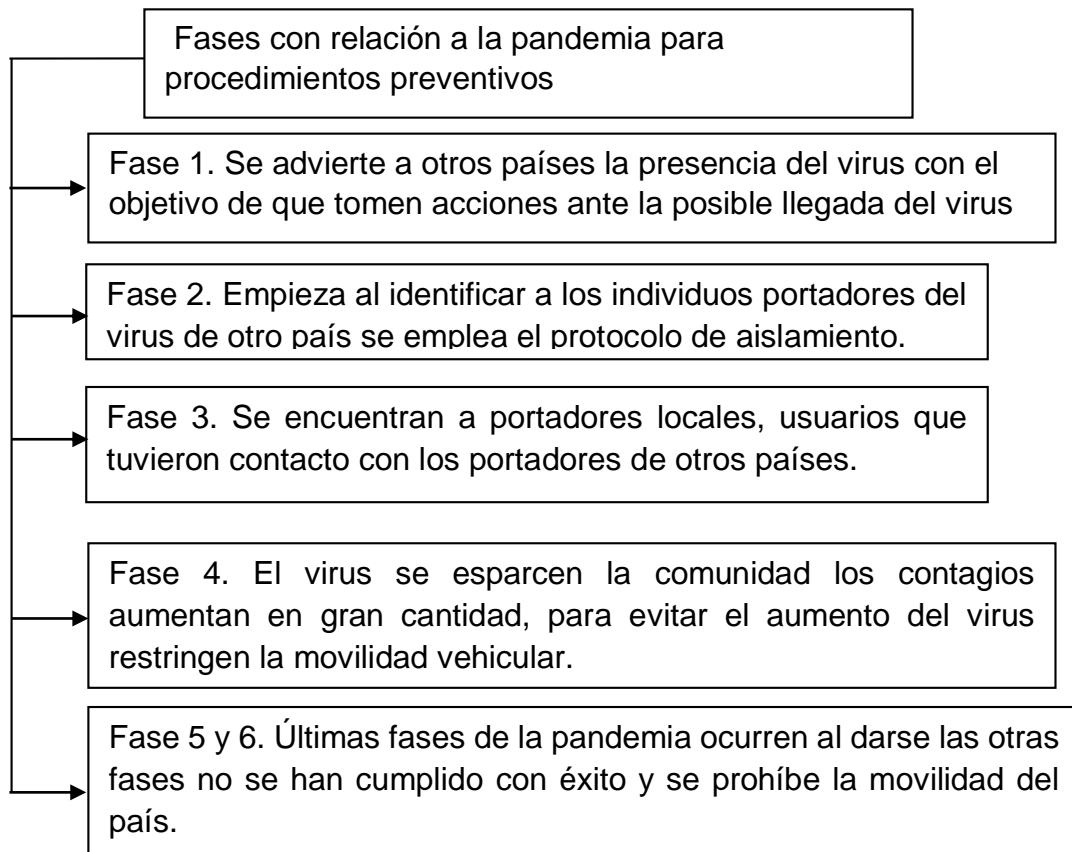 Fases con relación a la pandemia para
procedimientos preventivos
Fase 1. Se advierte a otros países la presencia del virus con el
objetivo de que tomen acciones ante la posible llegada del virus
Fase 2. Empieza al identificar a los individuos portadores del
virus de otro país se emplea el protocolo de aislamiento.
Fase 3. Se encuentran a portadores locales, usuarios que
tuvieron contacto con los portadores de otros países.
Fase 4. El virus se esparcen la comunidad los contagios
aumentan en gran cantidad, para evitar el aumento del virus
restringen la movilidad vehicular.
Fase 5 y 6. Últimas fases de la pandemia ocurren al darse las otras
fases no se han cumplido con éxito y se prohíbe la movilidad del
país.